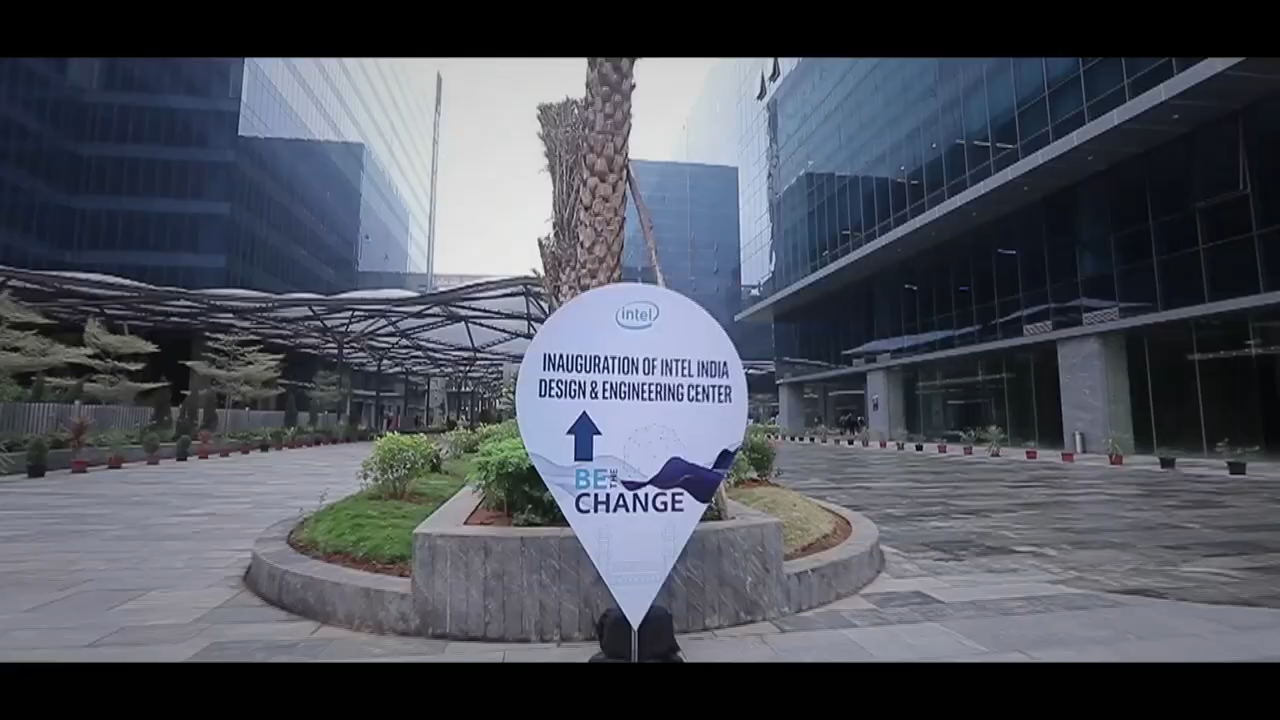 intel
INAUGURATION OF INTEL INDIA
DESIGN & ENGINEERING CENTER
BE THE
CHANGE